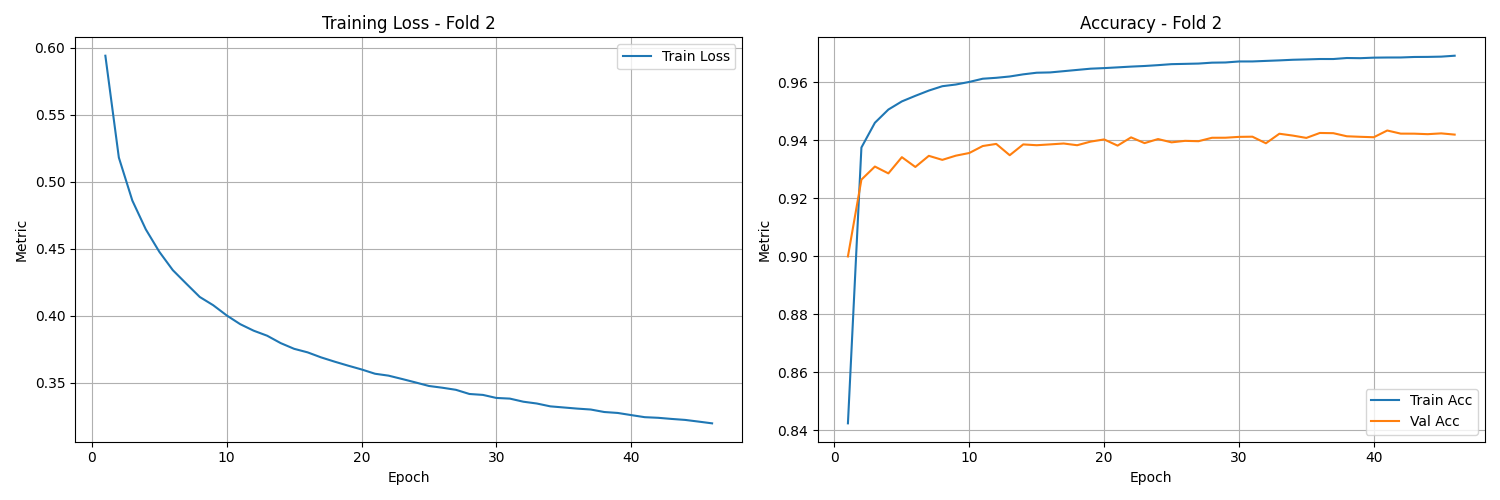 Training Loss - Fold 2
Train Loss
0.60
0.55
0.50
0.45
0.40
0.35
Metric
0 10 20 30 40
Epoch
Accuracy - Fold 2
0.96
0.94
0.92
0.90
0.88
0.86
0.84
Metric
Train Acc
Val Acc
0 10 20 30 40
Epoch